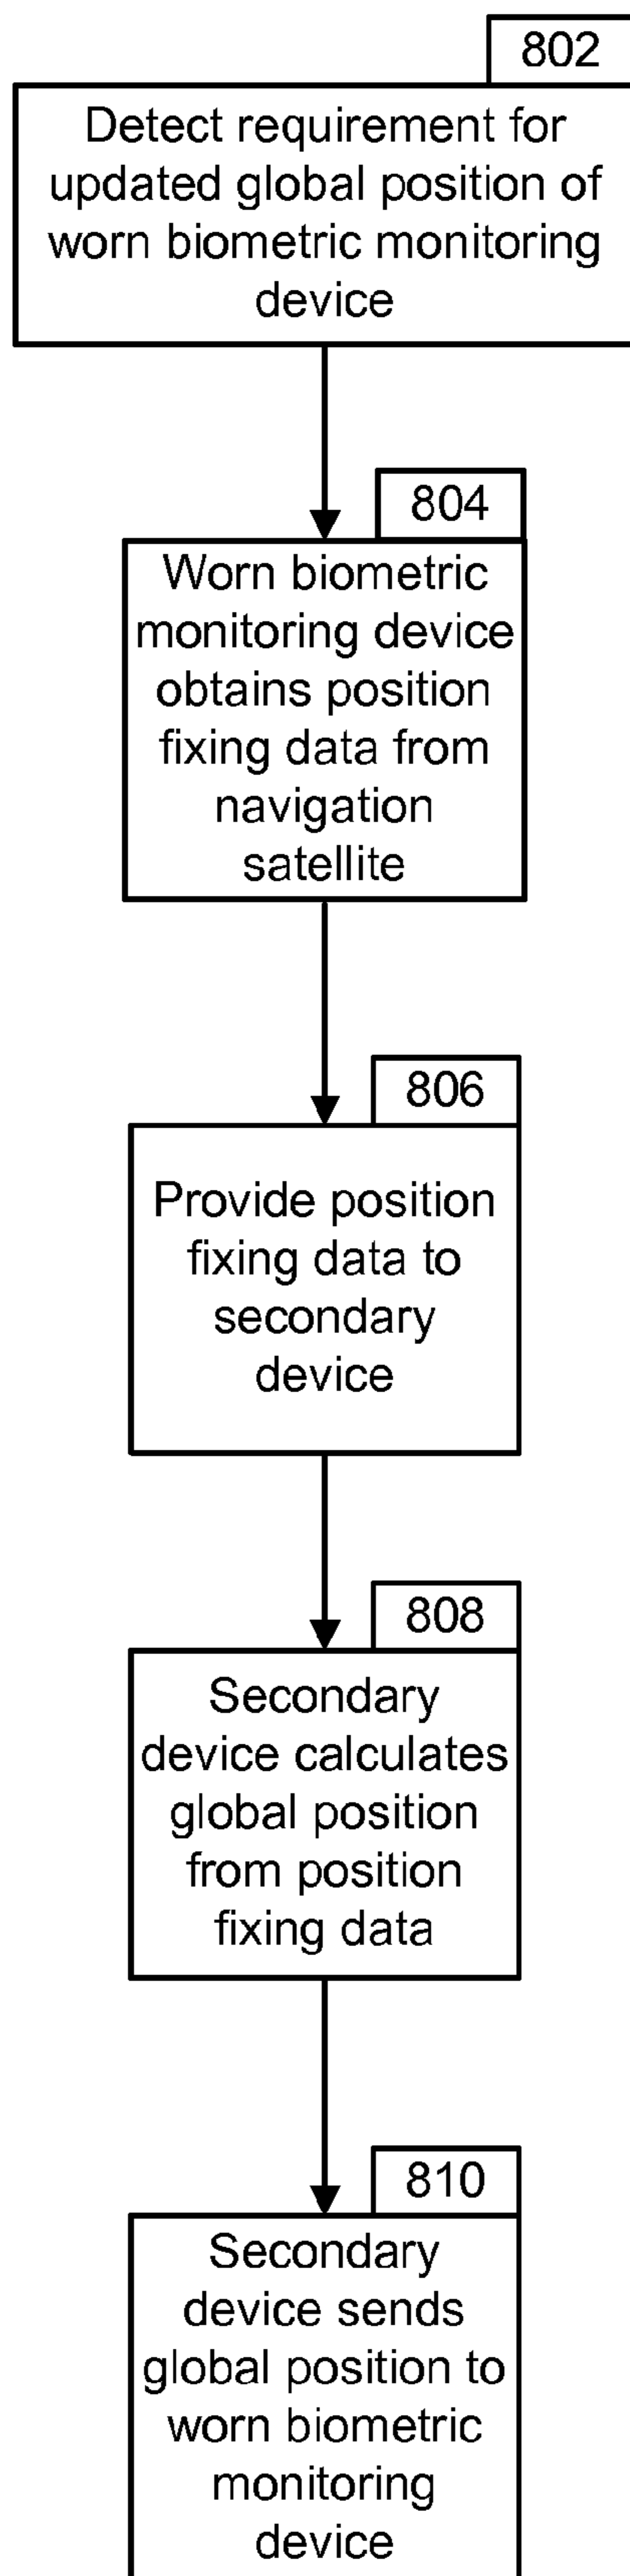 802
Detect requirement for
updated global position of
worn biometric monitoring
device
804
Worn biometric
monitoring device
obtains position
fixing data from
navigation
satellite
806
Provide position
fixing data to
secondary
device
808
Secondary
device calculates
global position
from position
fixing data
810
Secondary
device sends
global position to
worn biometric
monitoring
device